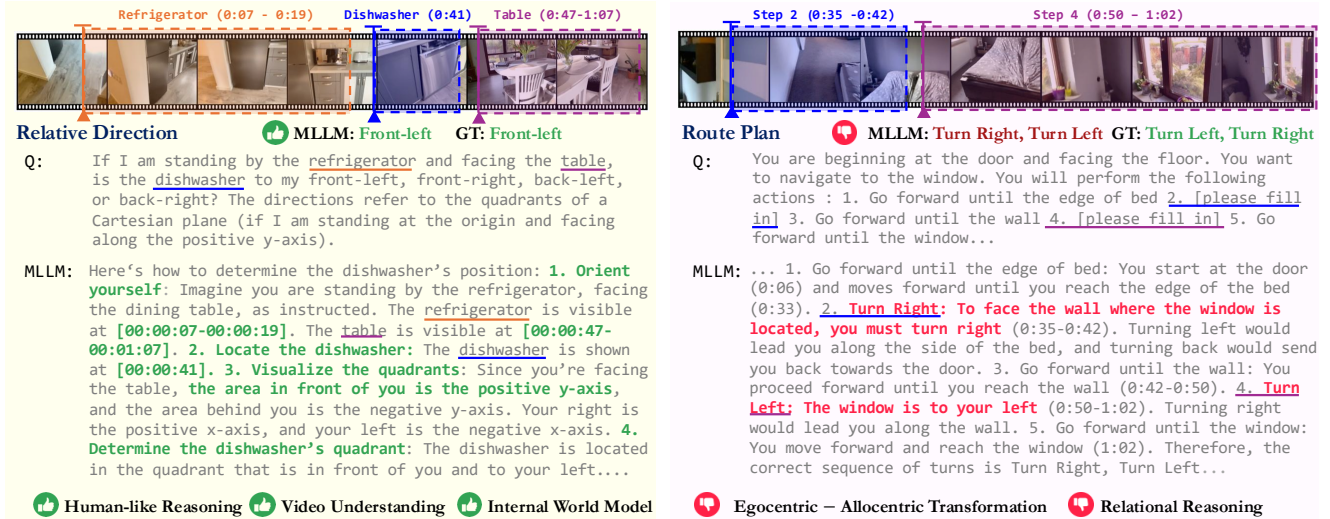 Refrigerator (0:07 - 0:19)
Dishwasher (0:41)
Table (0:47-1:07)
Relative Direction
MLLM: Front-left GT: Front-left
Q: If I am standing by the refrigerator and facing the table,
is the dishwasher to my front-left, front-right, back-left,
or back-right? The directions refer to the quadrants of a
Cartesian plane (if I am standing at the origin and facing
along the positive y-axis).
MLLM: Here‘s how to determine the dishwasher's position: 1. Orient
yourself: Imagine you are standing by the refrigerator, facing
the dining table, as instructed. The refrigerator is visible
at [00:00:07-00:00:19]. The table is visible at [00:00:47-
00:01:07]. 2. Locate the dishwasher: The dishwasher is shown
at [00:00:41]. 3. Visualize the quadrants: Since you're facing
the table, the area in front of you is the positive y-axis,
and the area behind you is the negative y-axis. Your right is
the positive x-axis, and your left is the negative x-axis. 4.
Determine the dishwasher's quadrant: The dishwasher is located
in the quadrant that is in front of you and to your left....
Human-like Reasoning Video Understanding Internal World Model
Step 2 (0:35 -0:42)
Step 4 (0:50 – 1:02)
Route Plan
MLLM: Turn Right, Turn Left GT: Turn Left, Turn Right
Q: You are beginning at the door and facing the floor. You want
to navigate to the window. You will perform the following
actions : 1. Go forward until the edge of bed 2. [please fill
in] 3. Go forward until the wall 4. [please fill in] 5. Go
forward until the window...
MLLM: ... 1. Go forward until the edge of bed: You start at the door
(0:06) and moves forward until you reach the edge of the bed
(0:33). 2. Turn Right: To face the wall where the window is
located, you must turn right (0:35-0:42). Turning left would
lead you along the side of the bed, and turning back would send
you back towards the door. 3. Go forward until the wall: You
proceed forward until you reach the wall (0:42-0:50). 4. Turn
Left: The window is to your left (0:50-1:02). Turning right
would lead you along the wall. 5. Go forward until the window:
You move forward and reach the window (1:02). Therefore, the
correct sequence of turns is Turn Right, Turn Left...
Egocentric – Allocentric Transformation Relational Reasoning